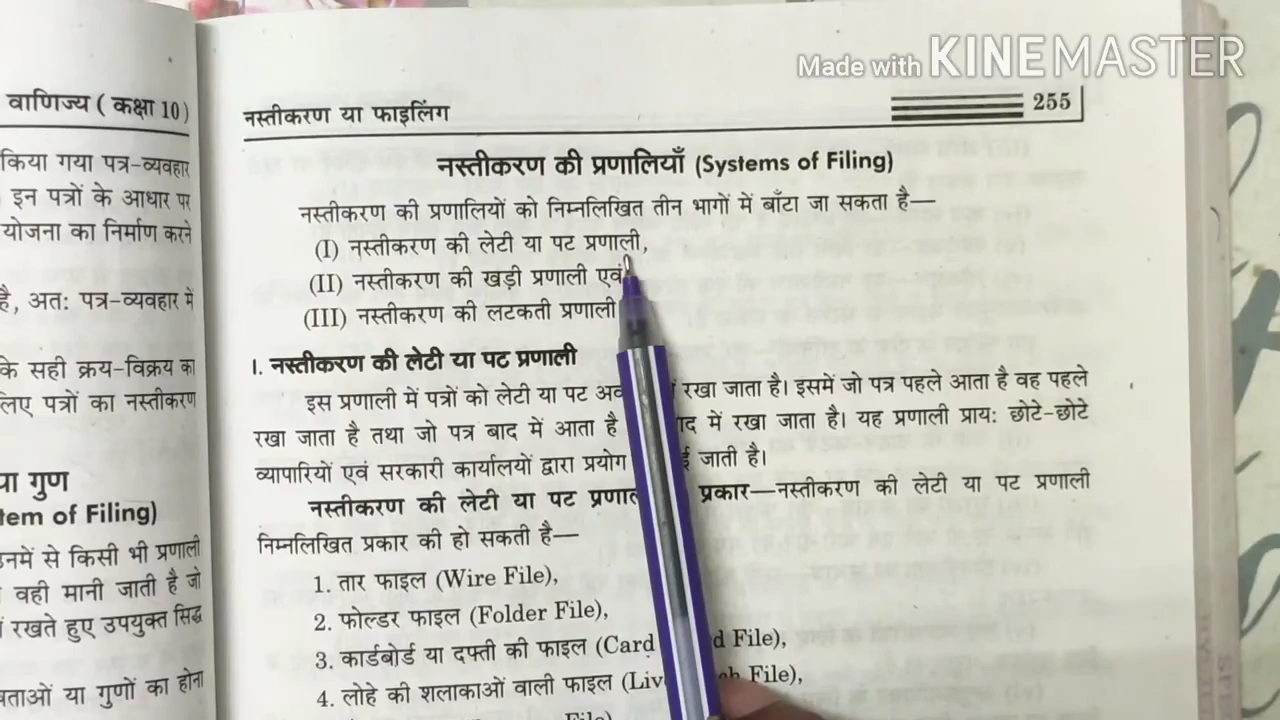 Made with KINEMASTER
वाणिज्य ( कक्षा 10 )
किया गया पत्र-व्यवहार
इन पत्रों के आधार पर
योजना का निर्माण करने
है, अत: पत्र-व्यवहार में
के सही क्रय-विक्रय का
लिए पत्रों का नस्तीकरण
या गुण
tem of Filing)
उनमें से किसी भी प्रणाली
वही मानी जाती है जो
रखते हुए उपयुक्त सिद्ध
या गुणों का होना
नस्तीकरण या फाइलिंग 255
नस्तीकरण की प्रणालियाँ (Systems of Filing)
नस्तीकरण की प्रणालियों को निम्नलिखित तीन भागों में बाँटा जा सकता है—
(I) नस्तीकरण की लेटी या पट प्रणाली,
(II) नस्तीकरण की खड़ी प्रणाली एवं
(III) नस्तीकरण की लटकती प्रणाली
I. नस्तीकरण की लेटी या पट प्रणाली
इस प्रणाली में पत्रों को लेटी या पट रखा जाता है। इसमें जो पत्र पहले आता है वह पहले
रखा जाता है तथा जो पत्र बाद में आता है में रखा जाता है। यह प्रणाली प्राय: छोटे-छोटे
व्यापारियों एवं सरकारी कार्यालयों द्वारा प्रयोग जाती है।
नस्तीकरण की लेटी या पट प्रकार—नस्तीकरण की लेटी या पट प्रणाली
निम्नलिखित प्रकार की हो सकती है—
1. तार फाइल (Wire File),
2. फोल्डर फाइल (Folder File),
3. कार्डबोर्ड या दफ्ती की फाइल (Card File),
4. लोहे की शलाकाओं वाली फाइल File),